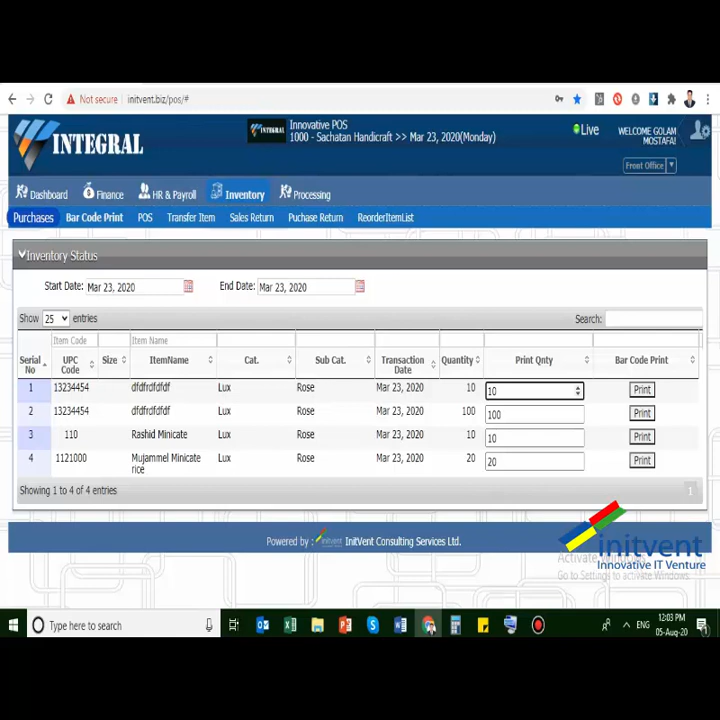 Not secure | initvent.biz/pos/#
INTEGRAL
INTEGRAL
Innovative POS
1000 - Sachatan Handicraft >> Mar 23, 2020(Monday)
Live
WELCOME GOLAM
MOSTAFA!
Front Office
Dashboard Finance HR & Payroll Inventory Processing
Purchases Bar Code Print POS Transfer Item Sales Return Puchase Return ReorderItemList
Inventory Status
Start Date: Mar 23, 2020 End Date: Mar 23, 2020
Show 25 entries Search:
Item Code Item Name
Serial No UPC Code Size ItemName Cat. Sub Cat. Transaction Date Quantity Print Qnty Bar Code Print
1 13234454 dfdfrdfdfdf Lux Rose Mar 23, 2020 10 10 Print
2 13234454 dfdfrdfdfdf Lux Rose Mar 23, 2020 100 100 Print
3 110 Rashid Minicate Lux Rose Mar 23, 2020 10 10 Print
4 1121000 Mujammel Minicate rice Lux Rose Mar 23, 2020 20 20 Print
Showing 1 to 4 of 4 entries 1
Powered by : initvent InitVent Consulting Services Ltd.
initvent
Innovative IT Venture
Activate Windows
Go to Settings to activate Windows.
Type here to search
ENG
12:03 PM
05-Aug-20
1